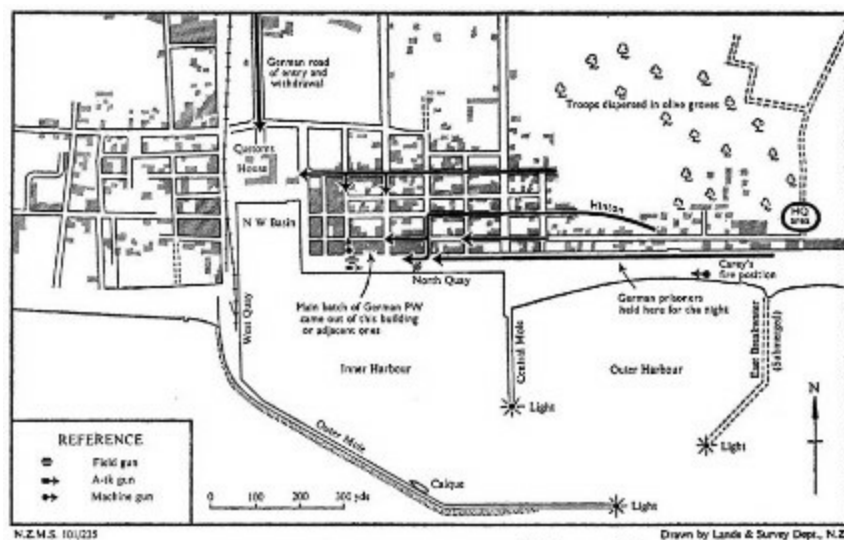 German road
of entry and
withdrawal
Troops dispersed in olive groves
Customs
House
Hinton
HQ
area
N W Basin
North Quay
Carey's
fire position
Main batch of German PW
came out of this building
or adjacent ones
German prisoners
held here for the night
West Quay
Central Mole
East Breakwater
(Submerged)
Inner Harbour
Outer Harbour
N
Light
Light
Outer Mole
Caique
Light
REFERENCE
Field gun
A-tk gun
Machine gun
0 100 200 300 yds
N.Z.M.S. 101/235
Drawn by Lands & Survey Dept., N.Z.